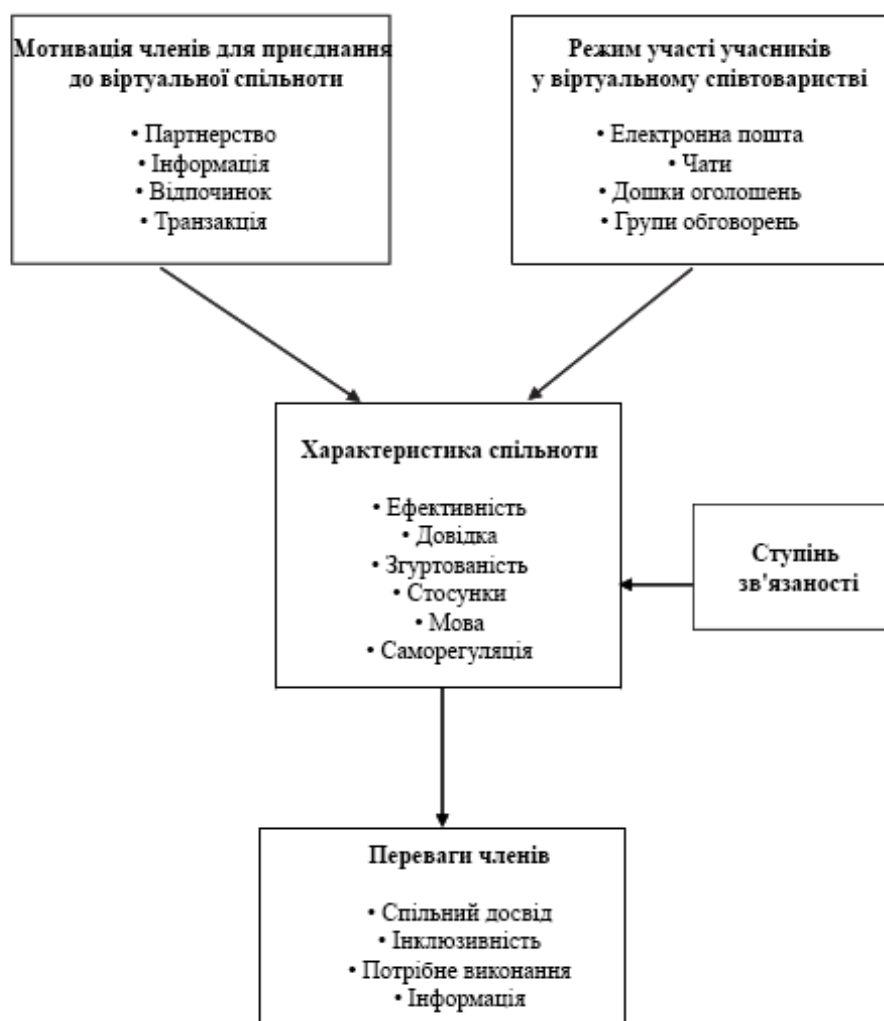 Мотивація членів для приєднання
до віртуальної спільноти
• Партнерство
• Інформація
• Відпочинок
• Транзакція
Режим участі учасників
у віртуальному співтоваристві
• Електронна пошта
• Чати
• Дошки оголошень
• Групи обговорень
Характеристика спільноти
• Ефективність
• Довідка
• Згуртованість
• Стосунки
• Мова
• Саморегуляція
Ступінь
зв'язаності
Переваги членів
• Спільний досвід
• Інклюзивність
• Потрібне виконання
• Інформація